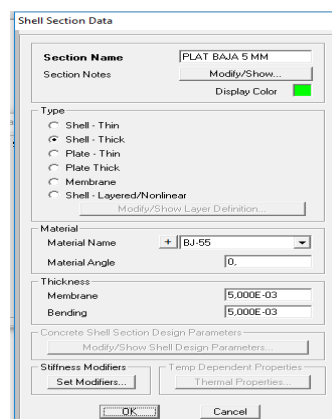 Shell Section Data
Section Name PLAT BAJA 5 MM
Section Notes Modify/Show...
Display Color
Type
Shell - Thin
Shell - Thick
Plate - Thin
Plate Thick
Membrane
Shell - Layered/Nonlinear
Modify/Show Layer Definition...
Material
Material Name + BJ-55
Material Angle 0,
Thickness
Membrane 5,000E-03
Bending 5,000E-03
Concrete Shell Section Design Parameters
Modify/Show Shell Design Parameters...
Stiffness Modifiers Temp Dependent Properties
Set Modifiers... Thermal Properties...
OK Cancel